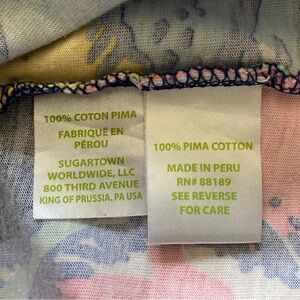 100% COTON PIMA
FABRIQUÉ EN
PÉROU
SUGARTOWN
WORLDWIDE, LLC
800 THIRD AVENUE
KING OF PRUSSIA. PA USA
100% PIMA COTTON
MADE IN PERU
RN# 88189
SEE REVERSE
FOR CARE